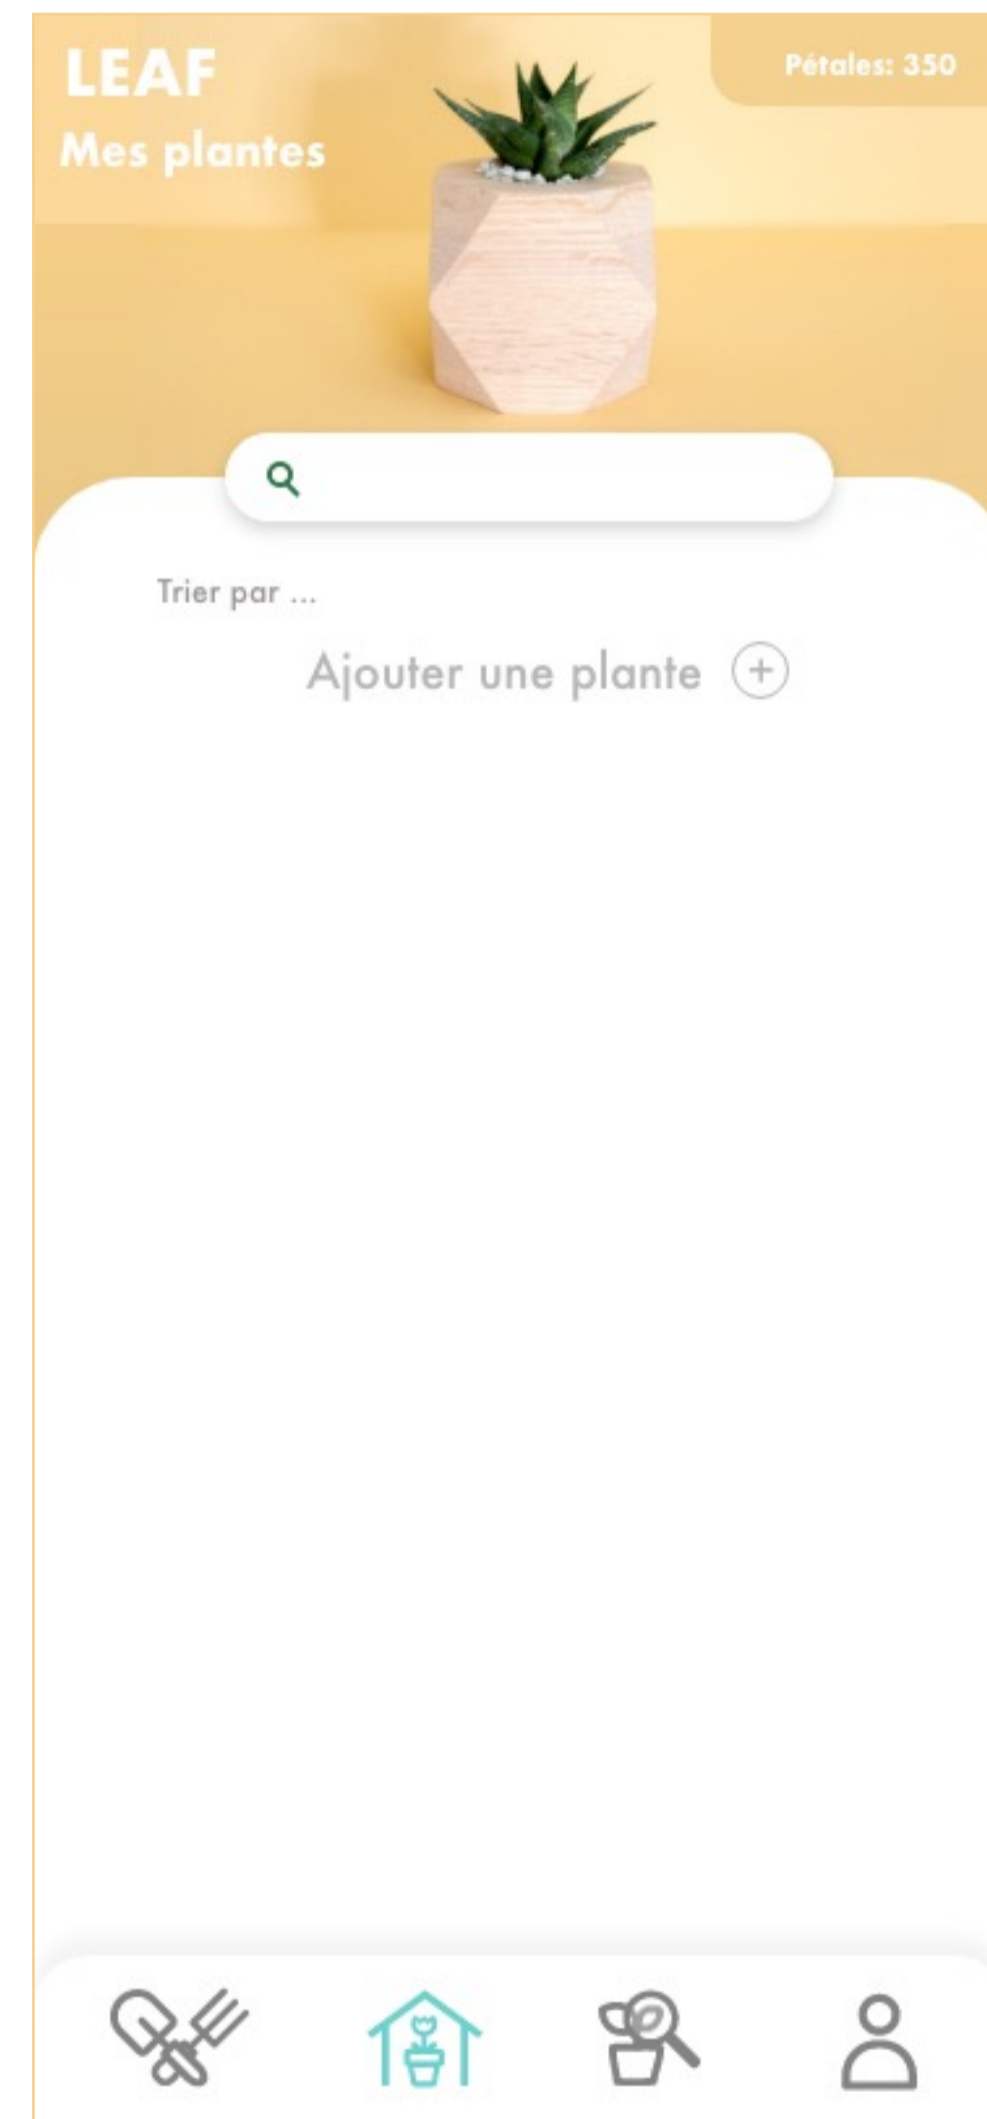 LEAF
Pétales: 350
Mes plantes
Trier par ...
Ajouter une plante